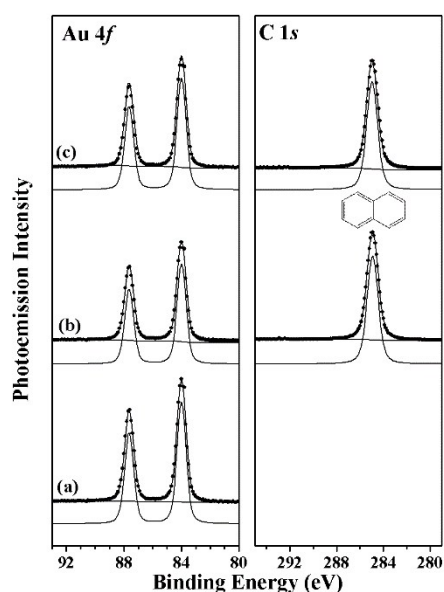 Au 4f
C 1s
(c)
(b)
(a)
Photoemission Intensity
92 88 84 80
292 288 284 280
Binding Energy (eV)